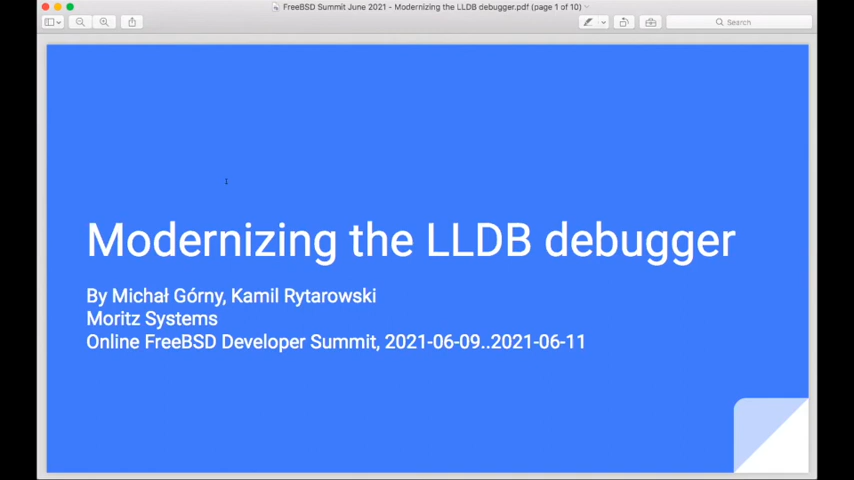 FreeBSD Summit June 2021 - Modernizing the LLDB debugger.pdf (page 1 of 10)
Search
Modernizing the LLDB debugger
By Michał Górny, Kamil Rytarowski
Moritz Systems
Online FreeBSD Developer Summit, 2021-06-09..2021-06-11